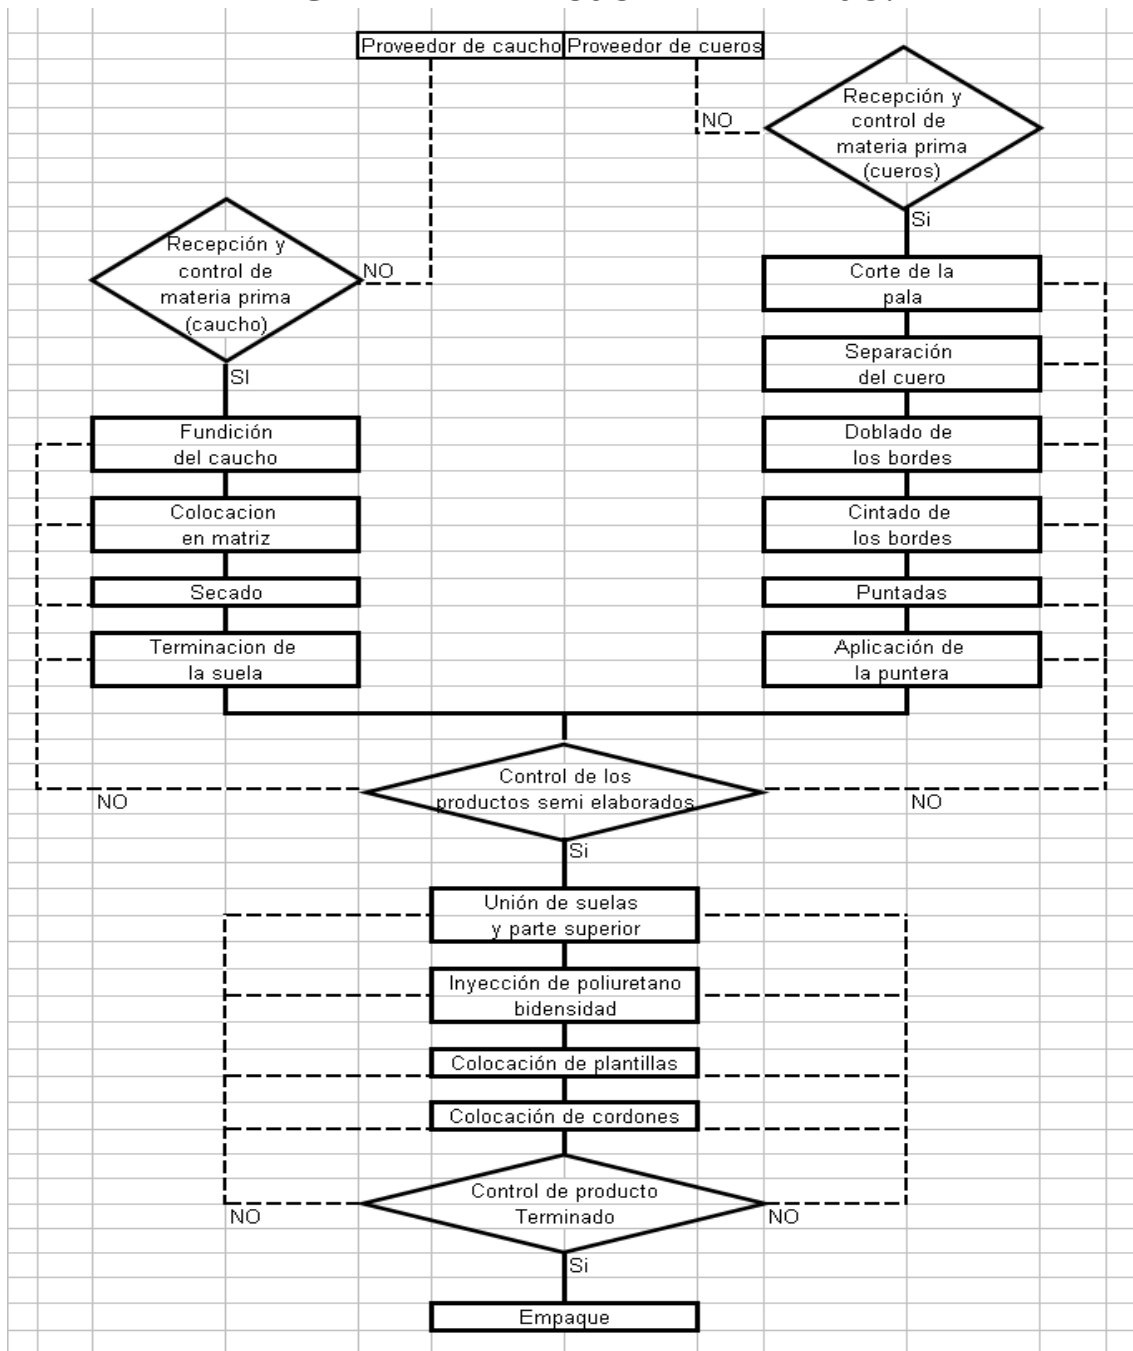 Proveedor de caucho
Proveedor de cueros
Recepción y
control de
materia prima
(cueros)
NO
Si
Recepción y
control de
materia prima
(caucho)
NO
SI
Corte de la
pala
Separación
del cuero
Fundición
del caucho
Doblado de
los bordes
Colocacion
en matriz
Cintado de
los bordes
Secado
Puntadas
Terminacion de
la suela
Aplicación de
la puntera
Control de los
productos semi elaborados
NO
NO
Si
Unión de suelas
y parte superior
Inyección de poliuretano
bidensidad
Colocación de plantillas
Colocación de cordones
Control de producto
Terminado
NO
NO
Si
Empaque